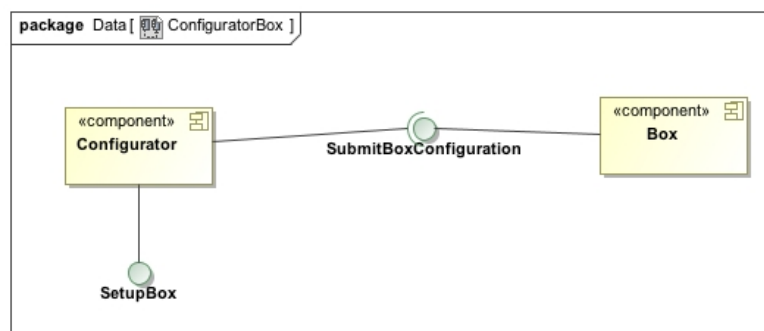 package Data [ ConfiguratorBox ]
«component»
Configurator
SubmitBoxConfiguration
«component»
Box
SetupBox